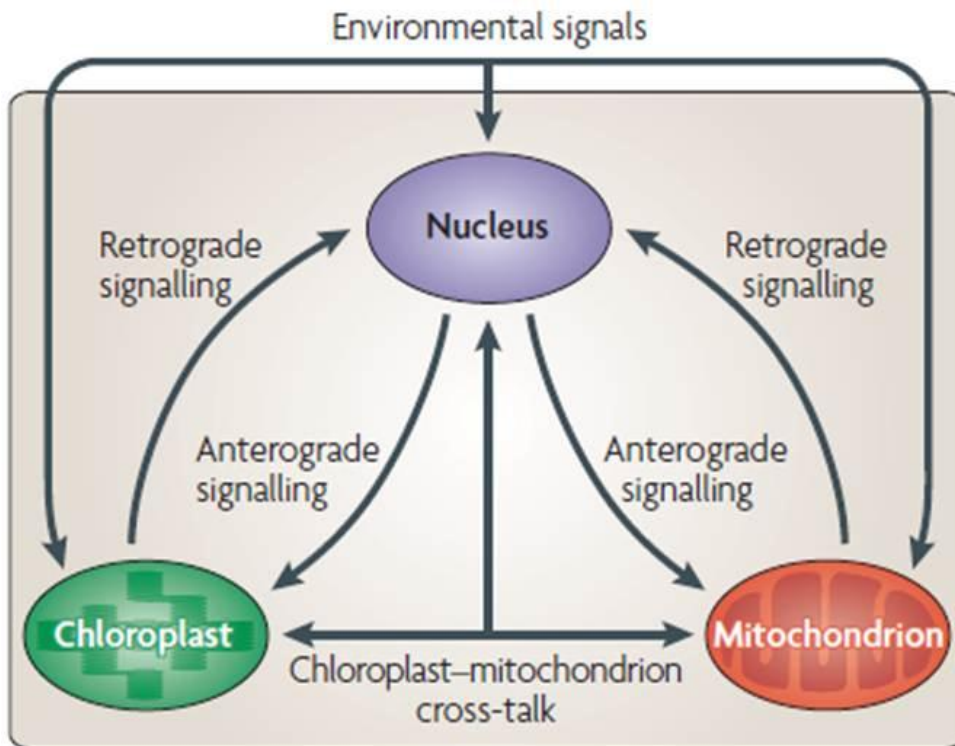 Environmental signals
Nucleus
Retrograde
signalling
Retrograde
signalling
Anterograde
signalling
Anterograde
signalling
Chloroplast
Mitochondrion
Chloroplast–mitochondrion
cross-talk